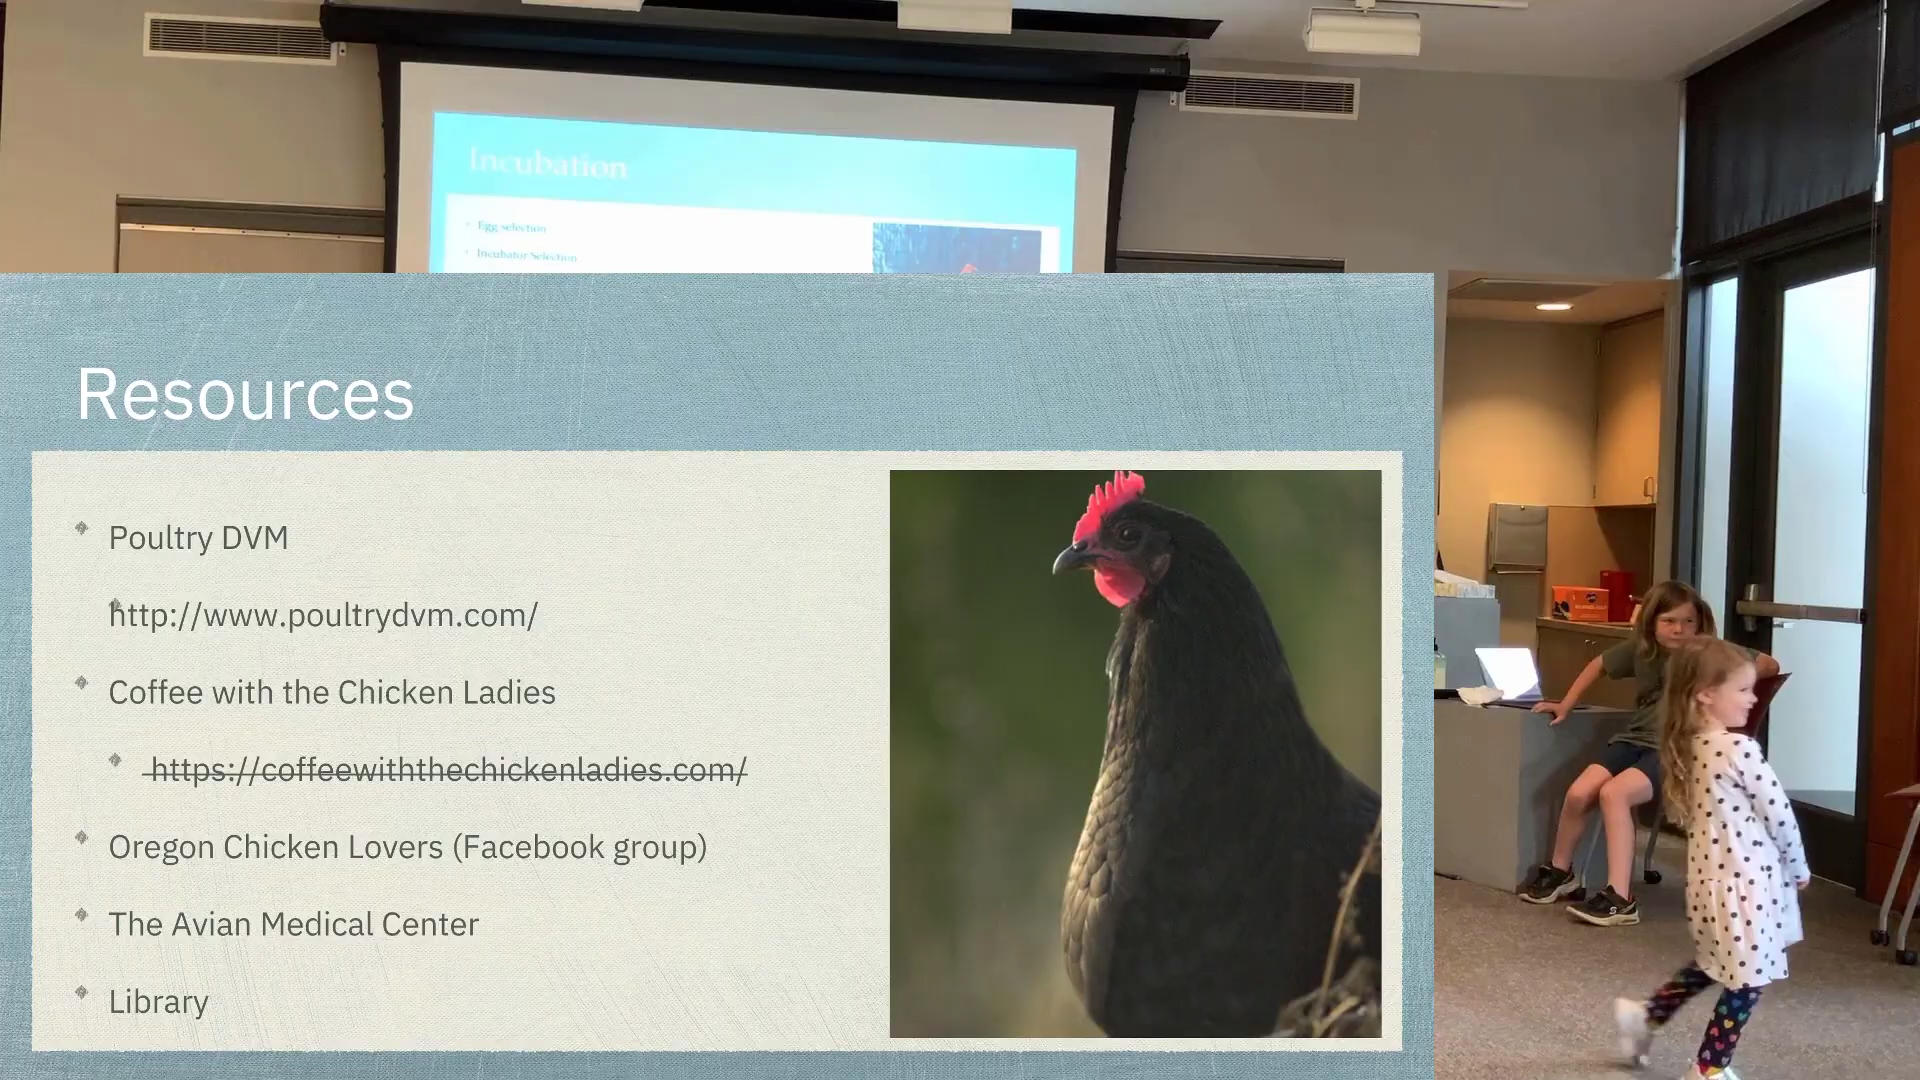 Incubation
Egg selection
Incubator Selection
Resources
Poultry DVM
http://www.poultrydvm.com/
Coffee with the Chicken Ladies
https://coffeewiththechickenladies.com/
Oregon Chicken Lovers (Facebook group)
The Avian Medical Center
Library